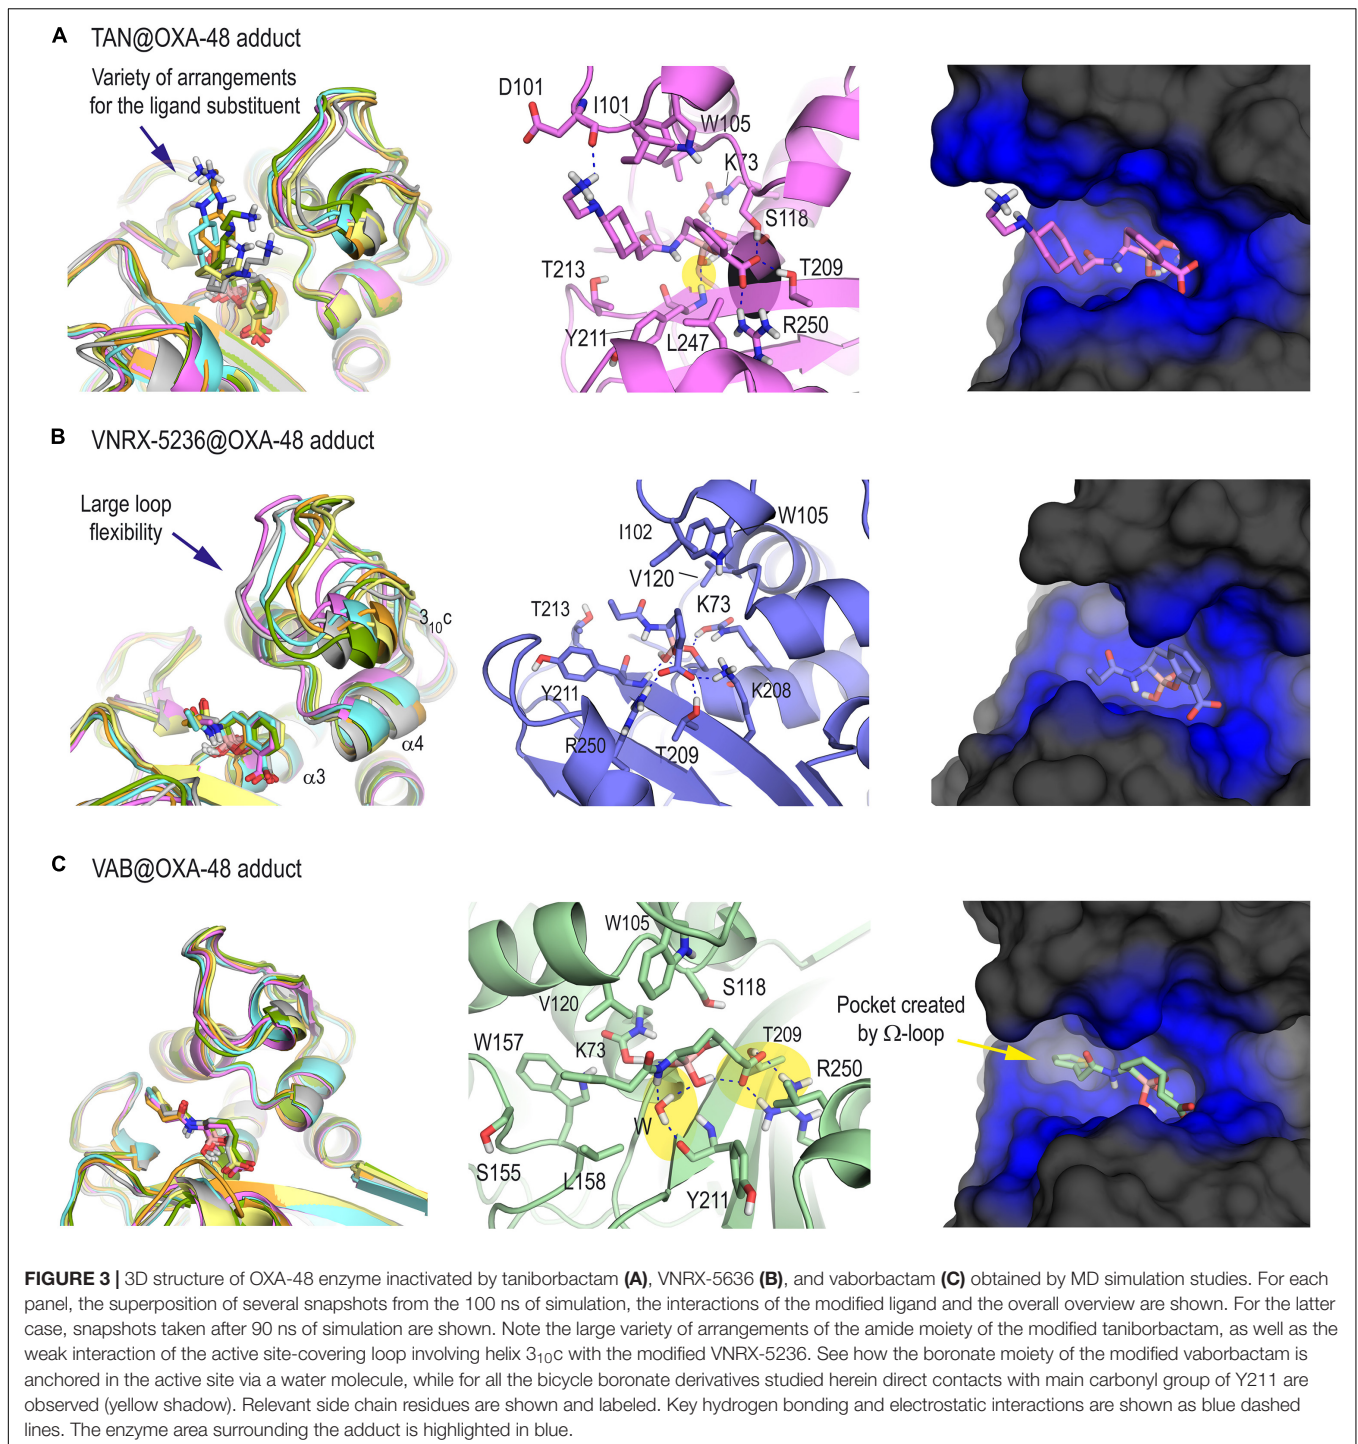 A TAN@OXA-48 adduct
Variety of arrangements
for the ligand substituent
D101
I101
W105
K73
S118
T213
T209
Y211
L247
R250
B VNRX-5236@OXA-48 adduct
Large loop
flexibility
3₁₀c
α4
α3
I102
W105
V120
K73
T213
Y211
K208
R250
T209
C VAB@OXA-48 adduct
W105
S118
V120
T209
W157
K73
R250
W
S155
L158
Y211
Pocket created
by Ω-loop
FIGURE 3 | 3D structure of OXA-48 enzyme inactivated by taniborbactam (A), VNRX-5636 (B), and vaborbactam (C) obtained by MD simulation studies. For each
panel, the superposition of several snapshots from the 100 ns of simulation, the interactions of the modified ligand and the overall overview are shown. For the latter
case, snapshots taken after 90 ns of simulation are shown. Note the large variety of arrangements of the amide moiety of the modified taniborbactam, as well as the
weak interaction of the active site-covering loop involving helix 3₁₀c with the modified VNRX-5236. See how the boronate moiety of the modified vaborbactam is
anchored in the active site via a water molecule, while for all the bicycle boronate derivatives studied herein direct contacts with main carbonyl group of Y211 are
observed (yellow shadow). Relevant side chain residues are shown and labeled. Key hydrogen bonding and electrostatic interactions are shown as blue dashed
lines. The enzyme area surrounding the adduct is highlighted in blue.